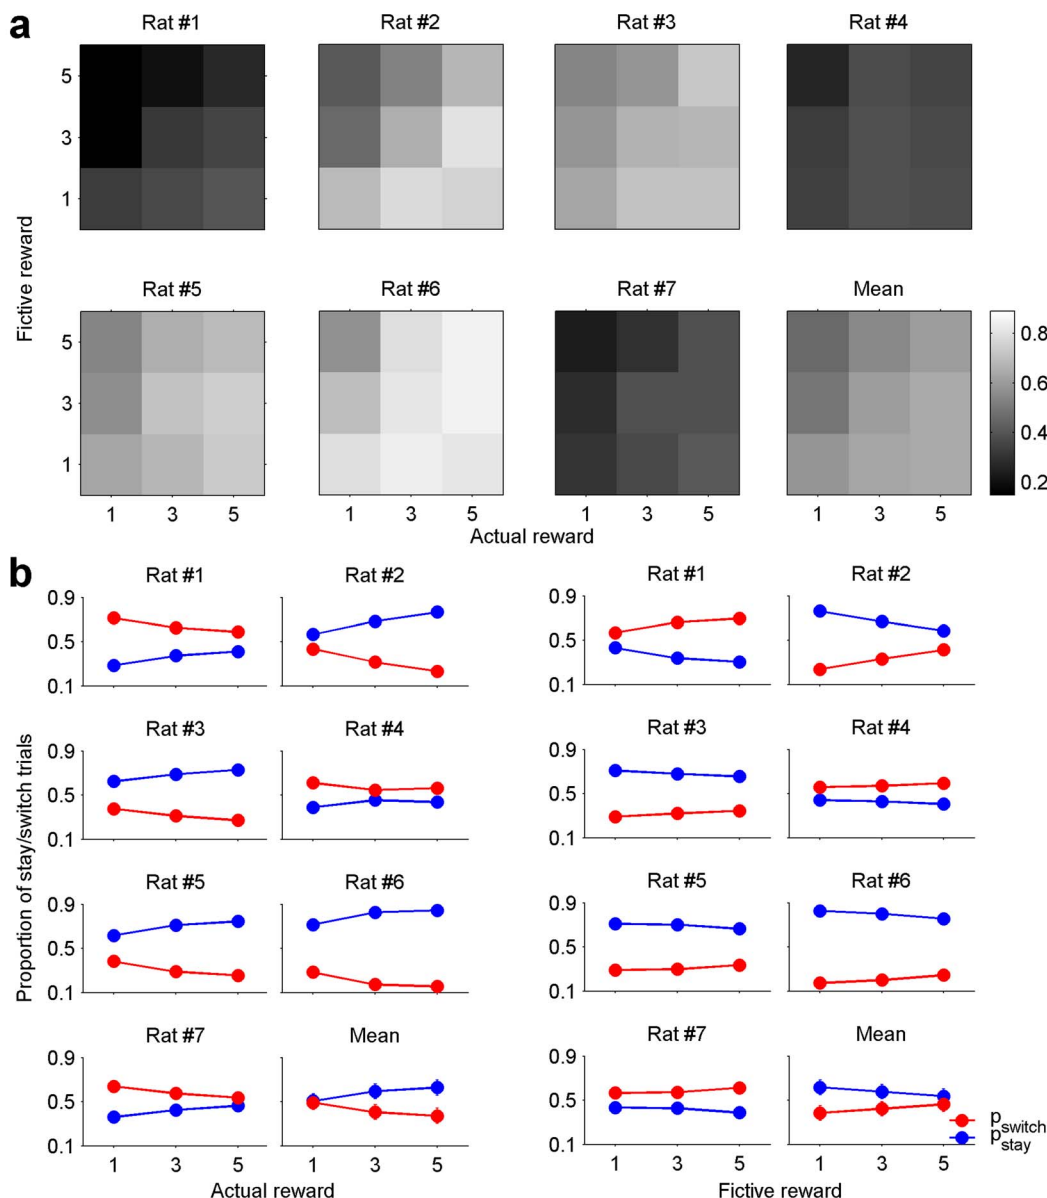 a
Rat #1 Rat #2 Rat #3 Rat #4
5
3
1
Fictive reward
Rat #5 Rat #6 Rat #7 Mean
5
3
1
1 3 5 1 3 5 1 3 5 1 3 5
Actual reward
0.8
0.6
0.4
0.2
b
Proportion of stay/switch trials
Rat #1 Rat #2 Rat #1 Rat #2
0.9 0.9
0.5 0.5
0.1 0.1
Rat #3 Rat #4 Rat #3 Rat #4
0.9 0.9
0.5 0.5
0.1 0.1
Rat #5 Rat #6 Rat #5 Rat #6
0.9 0.9
0.5 0.5
0.1 0.1
Rat #7 Mean Rat #7 Mean
0.9 0.9
0.5 0.5
0.1 0.1
pswitch
pstay
1 3 5 1 3 5 1 3 5 1 3 5
Actual reward Fictive reward